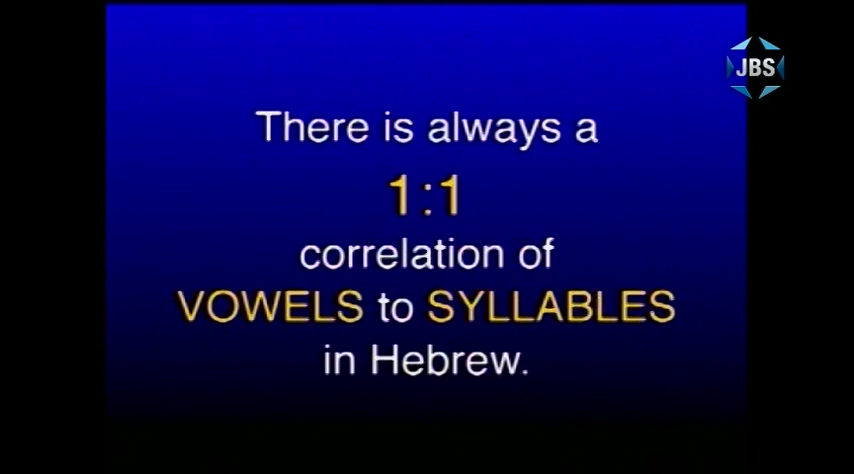 JBS
There is always a
1:1
correlation of
VOWELS to SYLLABLES
in Hebrew.